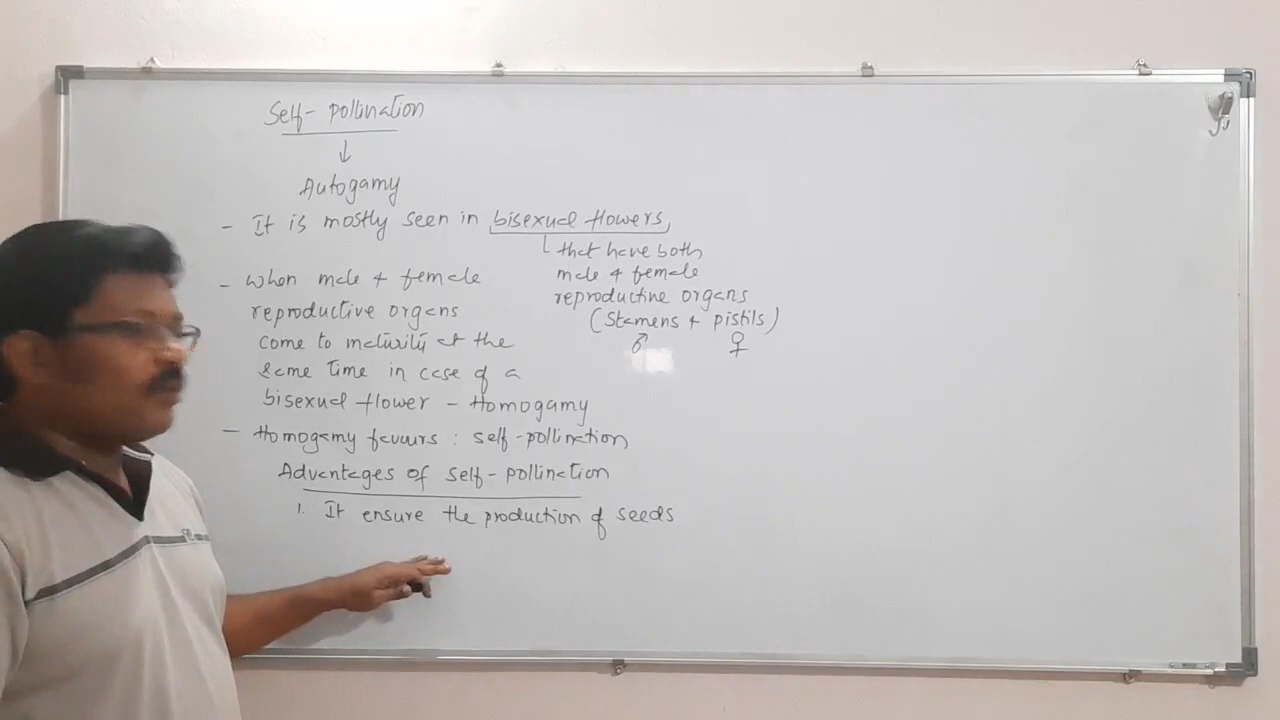 Self- pollination
↓
Autogamy
- It is mostly seen in bisexual flowers,
that have both
male & female
reproductive organs
(Stamens & pistils)
♂ ♀
- when male & female
reproductive organs
come to maturity at the
same time in case of a
bisexual flower - Homogamy
- Homogamy favours : self-pollination
Advantages of self-pollination
1. It ensure the production of seeds